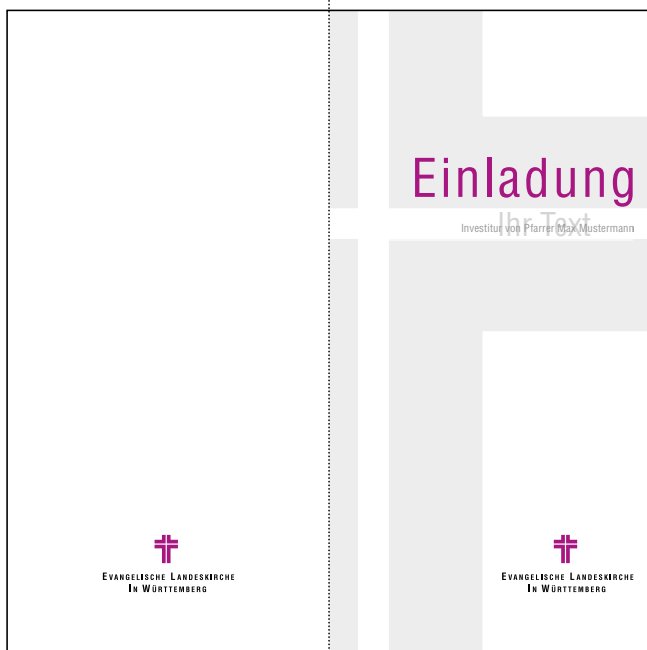 Einladung
Ihr Text
Investitur von Pfarrer Max Mustermann
EVANGELISCHE LANDESKIRCHE
IN WÜRTTEMBERG
EVANGELISCHE LANDESKIRCHE
IN WÜRTTEMBERG